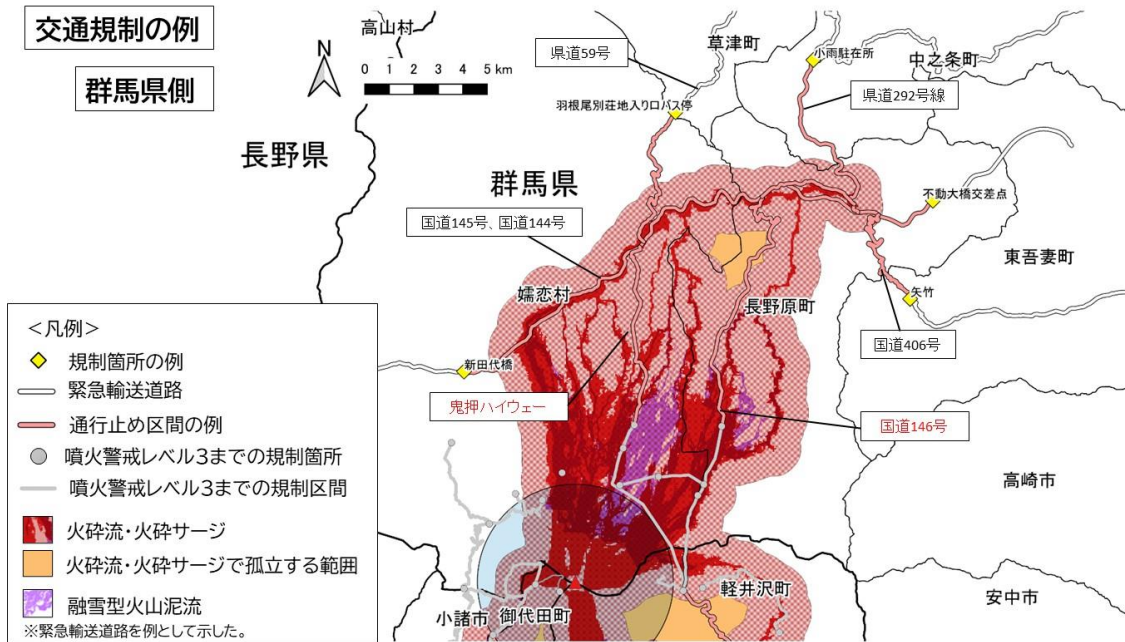 交通規制の例
群馬県側
高山村
N
0 1 2 3 4 5 km
長野県
群馬県
草津町
中之条町
県道59号
小雨駐在所
県道292号線
羽根尾別荘地入り口バス停
不動大橋交差点
国道145号、国道144号
東吾妻町
嬬恋村
長野原町
矢竹
国道406号
新田代橋
鬼押ハイウェー
国道146号
高崎市
軽井沢町
安中市
小諸市
御代田町
<凡例>
規制箇所の例
緊急輸送道路
通行止め区間の例
噴火警戒レベル3までの規制箇所
噴火警戒レベル3までの規制区間
火砕流・火砕サージ
火砕流・火砕サージで孤立する範囲
融雪型火山泥流
※緊急輸送道路を例として示した。